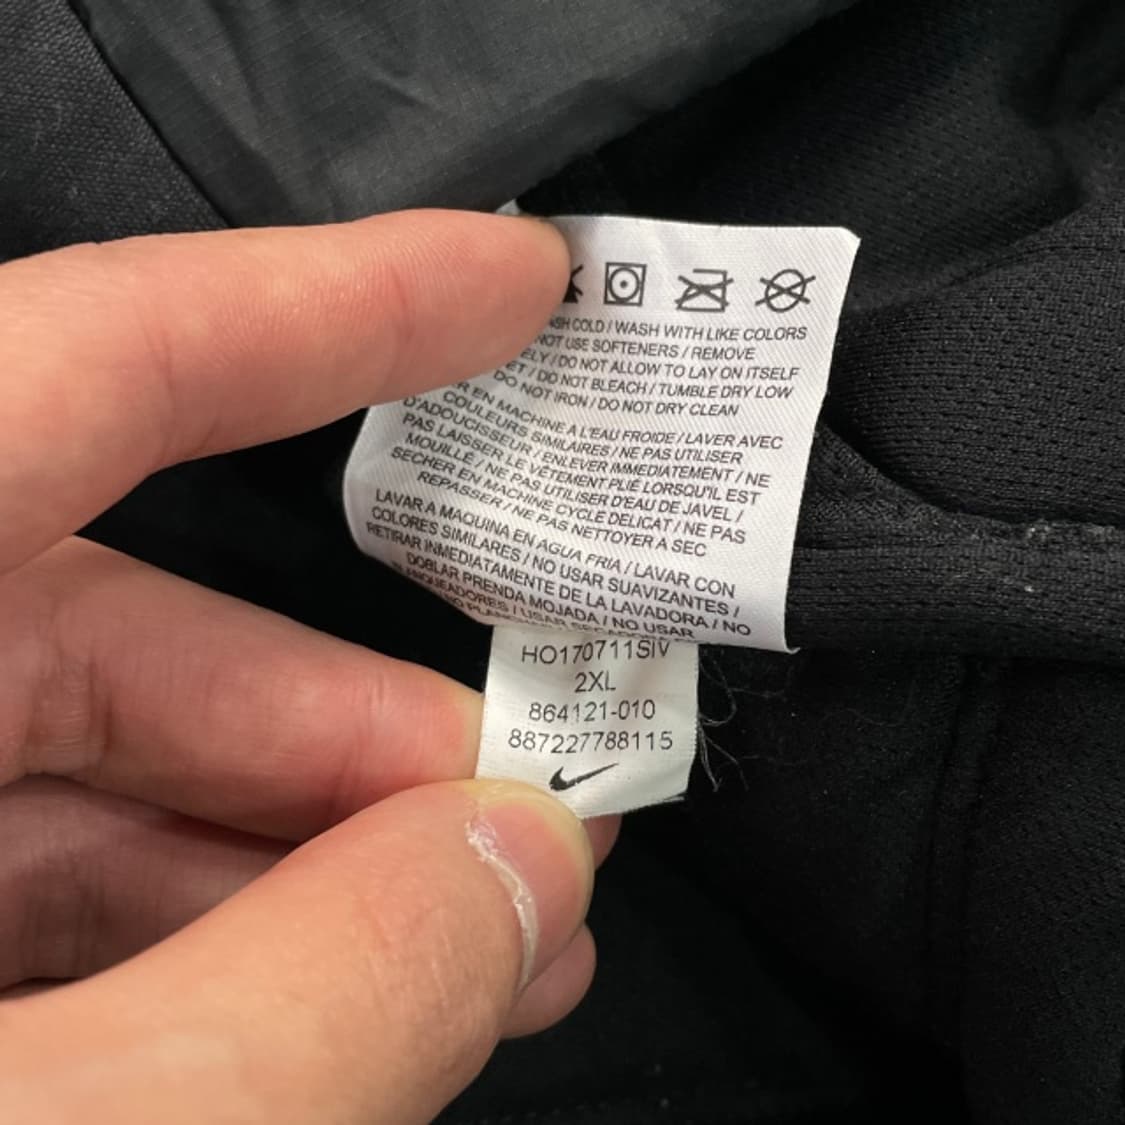 COLD / WASH WITH LIKE COLORS
NOT USE SOFTENERS / REMOVE
/ DO NOT ALLOW TO LAY ON ITSELF
/ DO NOT BLEACH / TUMBLE DRY LOW
DO NOT IRON / DO NOT DRY CLEAN
EN MACHINE A L'EAU FROIDE / LAVER AVEC
COULEURS SIMILAIRES / NE PAS UTILISER
D'ADOUCISSEUR / ENLEVER IMMEDIATEMENT / NE
PAS LAISSER LE VÊTEMENT PLIÉ LORSQU'IL EST
MOUILLÉ / NE PAS UTILISER D'EAU DE JAVEL /
SECHER EN MACHINE CYCLE DELICAT / NE PAS
REPASSER / NE PAS NETTOYER A SEC
LAVAR A MAQUINA EN AGUA FRIA / LAVAR CON
COLORES SIMILARES / NO USAR SUAVIZANTES /
RETIRAR INMEDIATAMENTE DE LA LAVADORA / NO
DOBLAR PRENDA MOJADA / NO USAR
BLANQUEADORES / USAR SECADORA
HO170711SIV
2XL
864121-010
887227788115